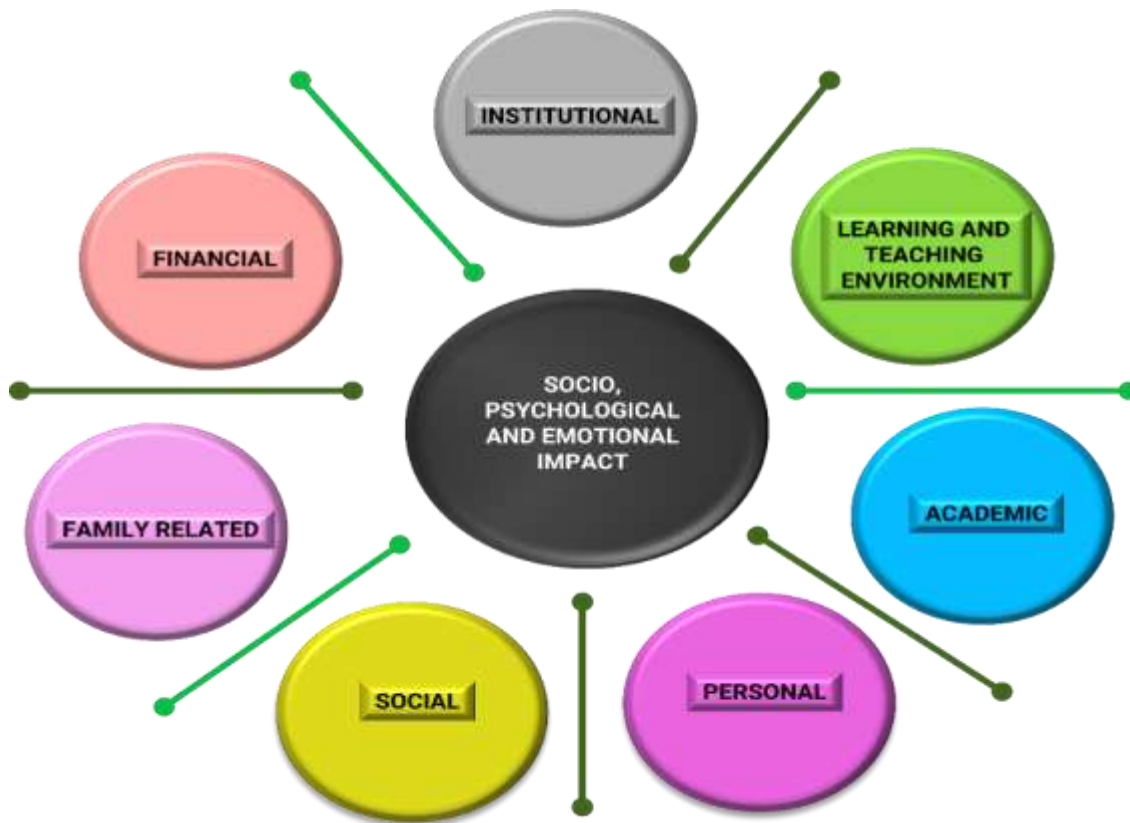 INSTITUTIONAL
LEARNING AND
TEACHING
ENVIRONMENT
FINANCIAL
SOCIO,
PSYCHOLOGICAL
AND EMOTIONAL
IMPACT
ACADEMIC
FAMILY RELATED
PERSONAL
SOCIAL